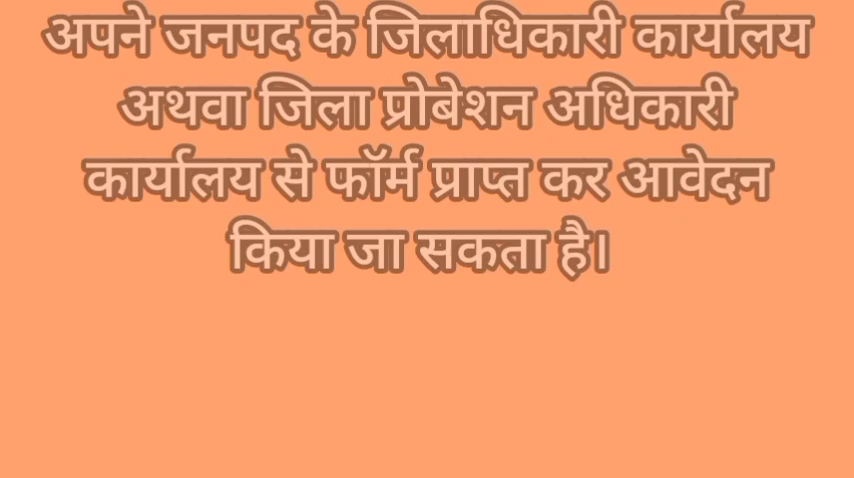 अपने जनपद के जिलाधिकारी कार्यालय
अथवा जिला प्रोबेशन अधिकारी
कार्यालय से फॉर्म प्राप्त कर आवेदन
किया जा सकता है।